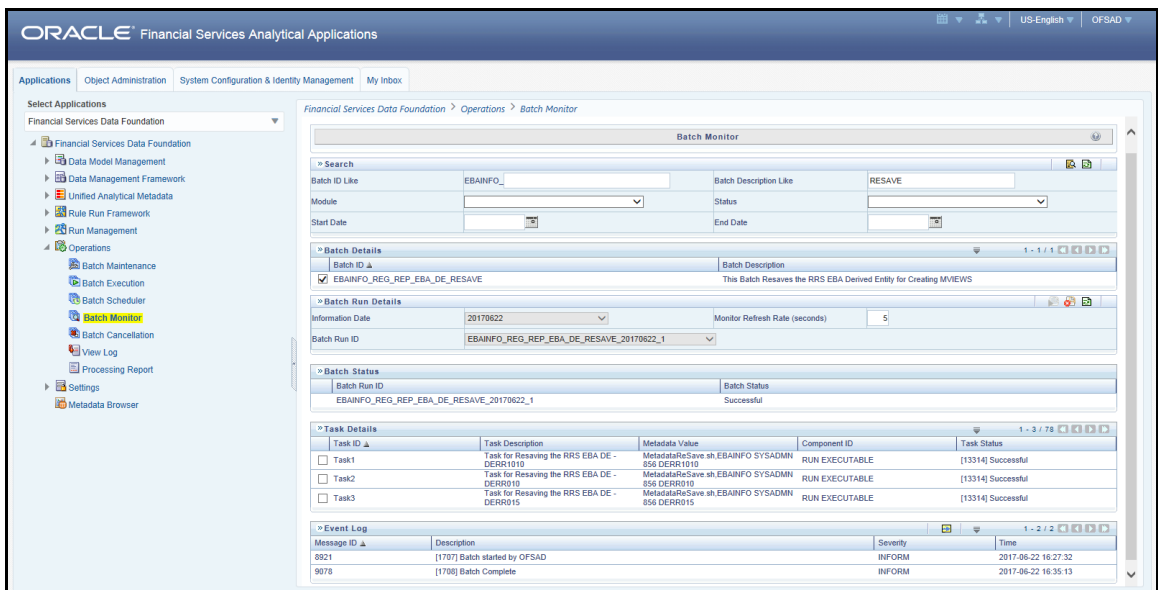 ORACLE Financial Services Analytical Applications
US-English
OFSAD
Applications
Object Administration
System Configuration & Identity Management
My Inbox
Select Applications
Financial Services Data Foundation
Financial Services Data Foundation
Data Model Management
Data Management Framework
Unified Analytical Metadata
Rule Run Framework
Run Management
Operations
Batch Maintenance
Batch Execution
Batch Scheduler
Batch Monitor
Batch Cancellation
View Log
Processing Report
Settings
Metadata Browser
Financial Services Data Foundation > Operations > Batch Monitor
Batch Monitor
» Search
Batch ID Like EBAINFO_ Batch Description Like RESAVE
Module Status
Start Date End Date
» Batch Details 1 - 1 / 1
Batch ID Batch Description
EBAINFO_REG_REP_EBA_DE_RESAVE This Batch Resaves the RRS EBA Derived Entity for Creating MVIEWS
» Batch Run Details
Information Date 20170622 Monitor Refresh Rate (seconds) 5
Batch Run ID EBAINFO_REG_REP_EBA_DE_RESAVE_20170622_1
» Batch Status
Batch Run ID Batch Status
EBAINFO_REG_REP_EBA_DE_RESAVE_20170622_1 Successful
» Task Details 1 - 3 / 78
Task ID Task Description Metadata Value Component ID Task Status
Task1 Task for Resaving the RRS EBA DE - DERR1010 MetadataReSave.sh,EBAINFO SYSADMN 856 DERR1010 RUN EXECUTABLE [13314] Successful
Task2 Task for Resaving the RRS EBA DE - DERR010 MetadataReSave.sh,EBAINFO SYSADMN 856 DERR010 RUN EXECUTABLE [13314] Successful
Task3 Task for Resaving the RRS EBA DE - DERR015 MetadataReSave.sh,EBAINFO SYSADMN 856 DERR015 RUN EXECUTABLE [13314] Successful
» Event Log 1 - 2 / 2
Message ID Description Severity Time
8921 [1707] Batch started by OFSAD INFORM 2017-06-22 16:27:32
9078 [1708] Batch Complete INFORM 2017-06-22 16:35:13